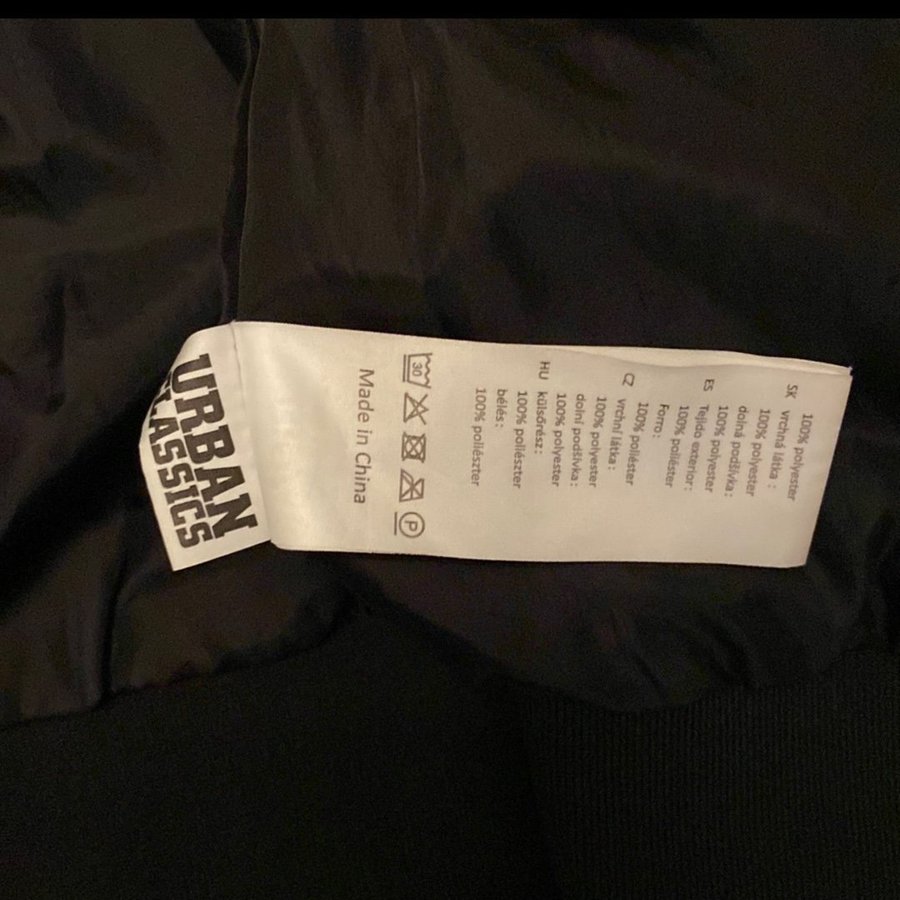 100% polyester
SK vrchná látka :
100% polyester
dolná podšívka :
100% polyester
ES Tejido exterior :
100% poliéster
Forro :
100% poliéster
CZ vrchní látka :
100% polyester
dolní podšívka :
100% polyester
HU külsőrész :
100% poliészter
bélés :
100% poliészter
30
P
Made in China
URBAN
CLASSICS